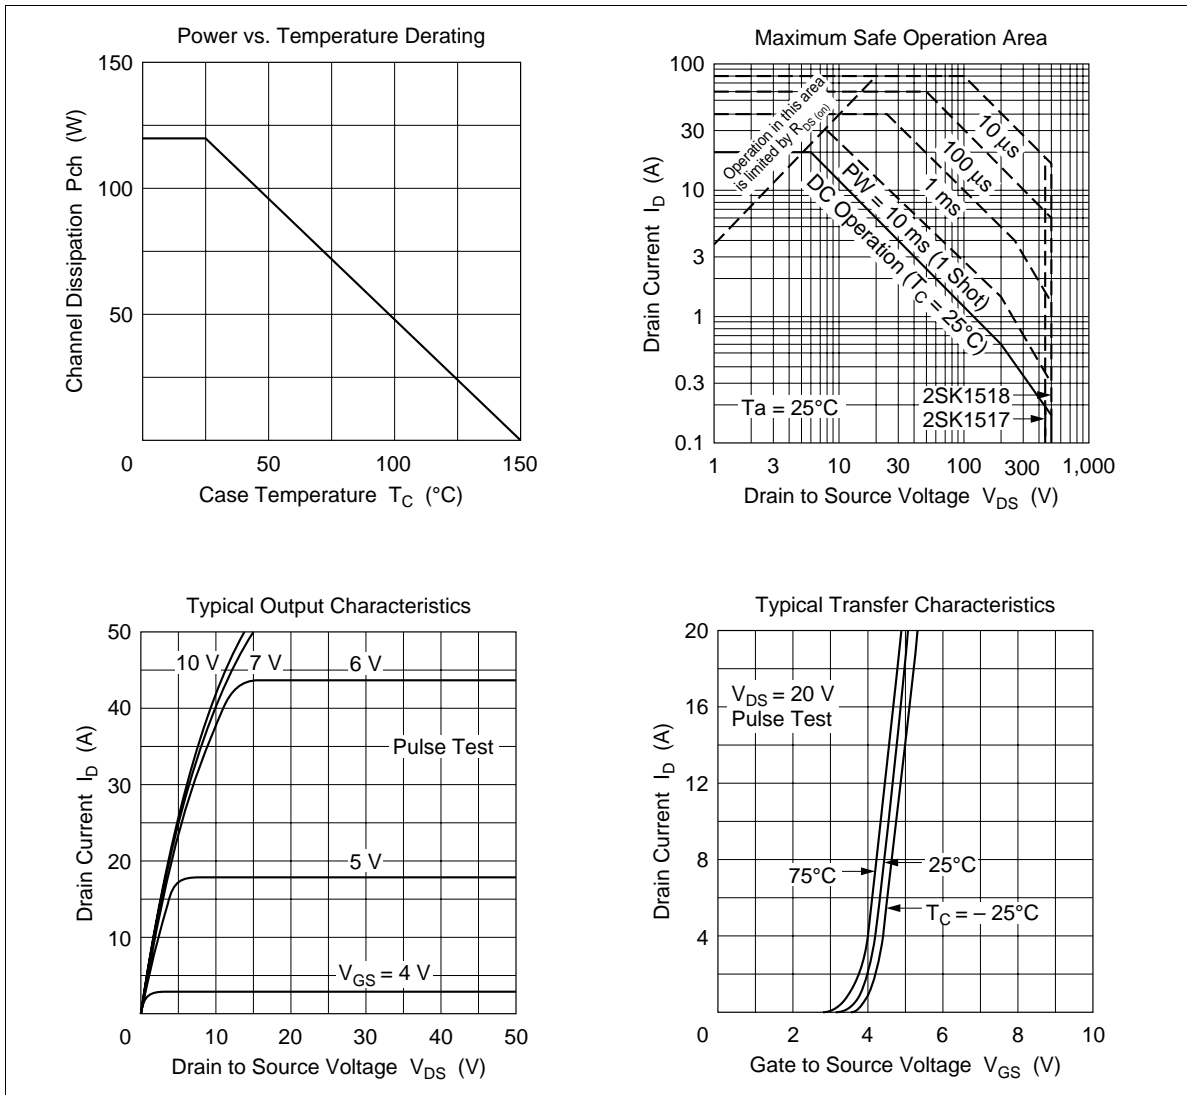 Power vs. Temperature Derating
150
100
50
0
50
100
150
Channel Dissipation Pch (W)
Case Temperature T_C (°C)
Maximum Safe Operation Area
100
30
10
3
1
0.3
0.1
1
3
10
30
100
300
1,000
Drain Current I_D (A)
Drain to Source Voltage V_DS (V)
Operation in this area
is limited by R_DS (on)
10 µs
100 µs
1 ms
PW = 10 ms (1 Shot)
DC Operation (T_C = 25°C)
Ta = 25°C
2SK1518
2SK1517
Typical Output Characteristics
50
40
30
20
10
0
10
20
30
40
50
Drain Current I_D (A)
Drain to Source Voltage V_DS (V)
10 V
7 V
6 V
Pulse Test
5 V
V_GS = 4 V
Typical Transfer Characteristics
20
16
12
8
4
0
2
4
6
8
10
Drain Current I_D (A)
Gate to Source Voltage V_GS (V)
V_DS = 20 V
Pulse Test
75°C
25°C
T_C = – 25°C